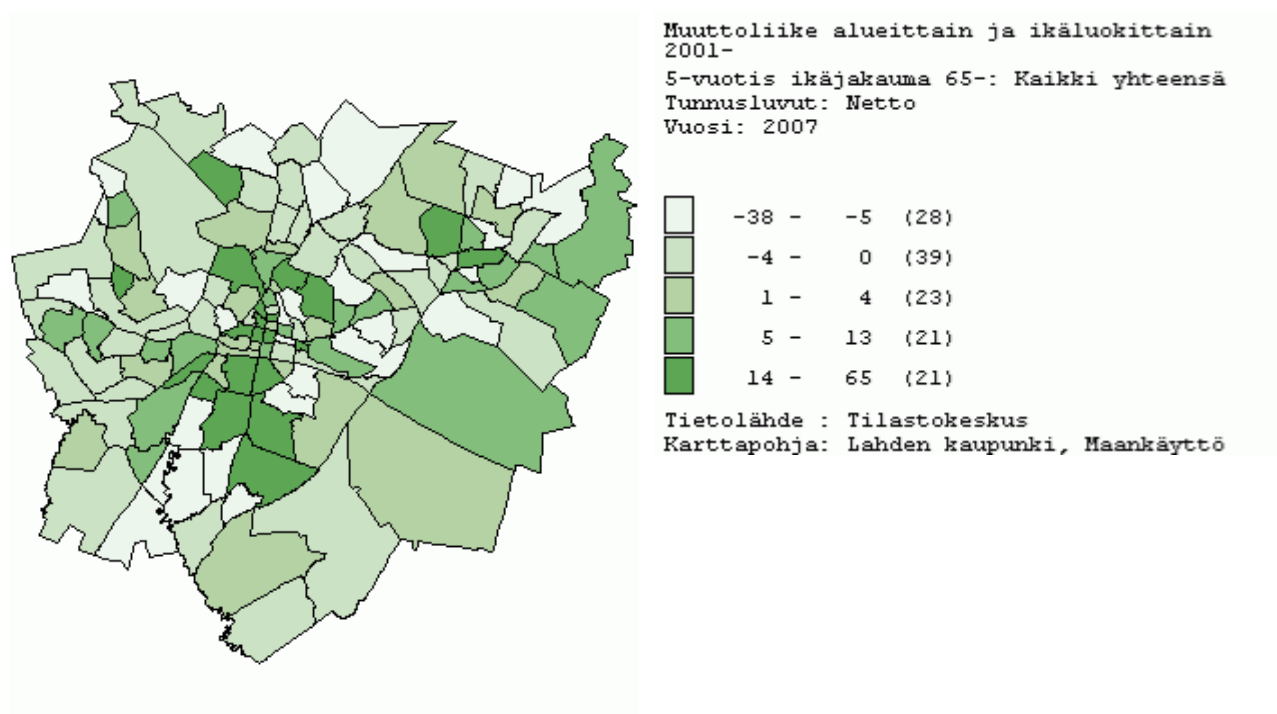 Muuttoliike alueittain ja ikäluokittain
2001-
5-vuotis ikäjakauma 65-: Kaikki yhteensä
Tunnusluvut: Netto
Vuosi: 2007
-38 - -5 (28)
-4 - 0 (39)
1 - 4 (23)
5 - 13 (21)
14 - 65 (21)
Tietolähde : Tilastokeskus
Karttapohja: Lahden kaupunki, Maankäyttö